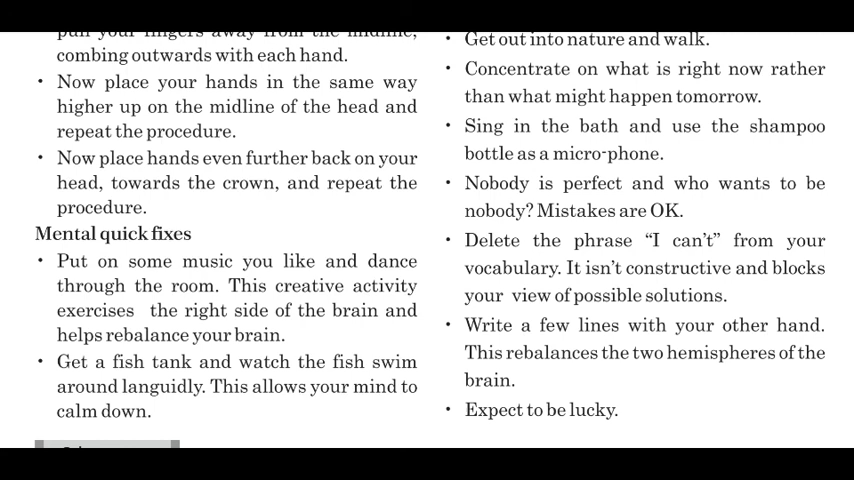 pull your fingers away from the midline,
combing outwards with each hand.
• Now place your hands in the same way
higher up on the midline of the head and
repeat the procedure.
• Now place hands even further back on your
head, towards the crown, and repeat the
procedure.
Mental quick fixes
• Put on some music you like and dance
through the room. This creative activity
exercises the right side of the brain and
helps rebalance your brain.
• Get a fish tank and watch the fish swim
around languidly. This allows your mind to
calm down.
• Get out into nature and walk.
• Concentrate on what is right now rather
than what might happen tomorrow.
• Sing in the bath and use the shampoo
bottle as a micro-phone.
• Nobody is perfect and who wants to be
nobody? Mistakes are OK.
• Delete the phrase “I can’t” from your
vocabulary. It isn’t constructive and blocks
your view of possible solutions.
• Write a few lines with your other hand.
This rebalances the two hemispheres of the
brain.
• Expect to be lucky.